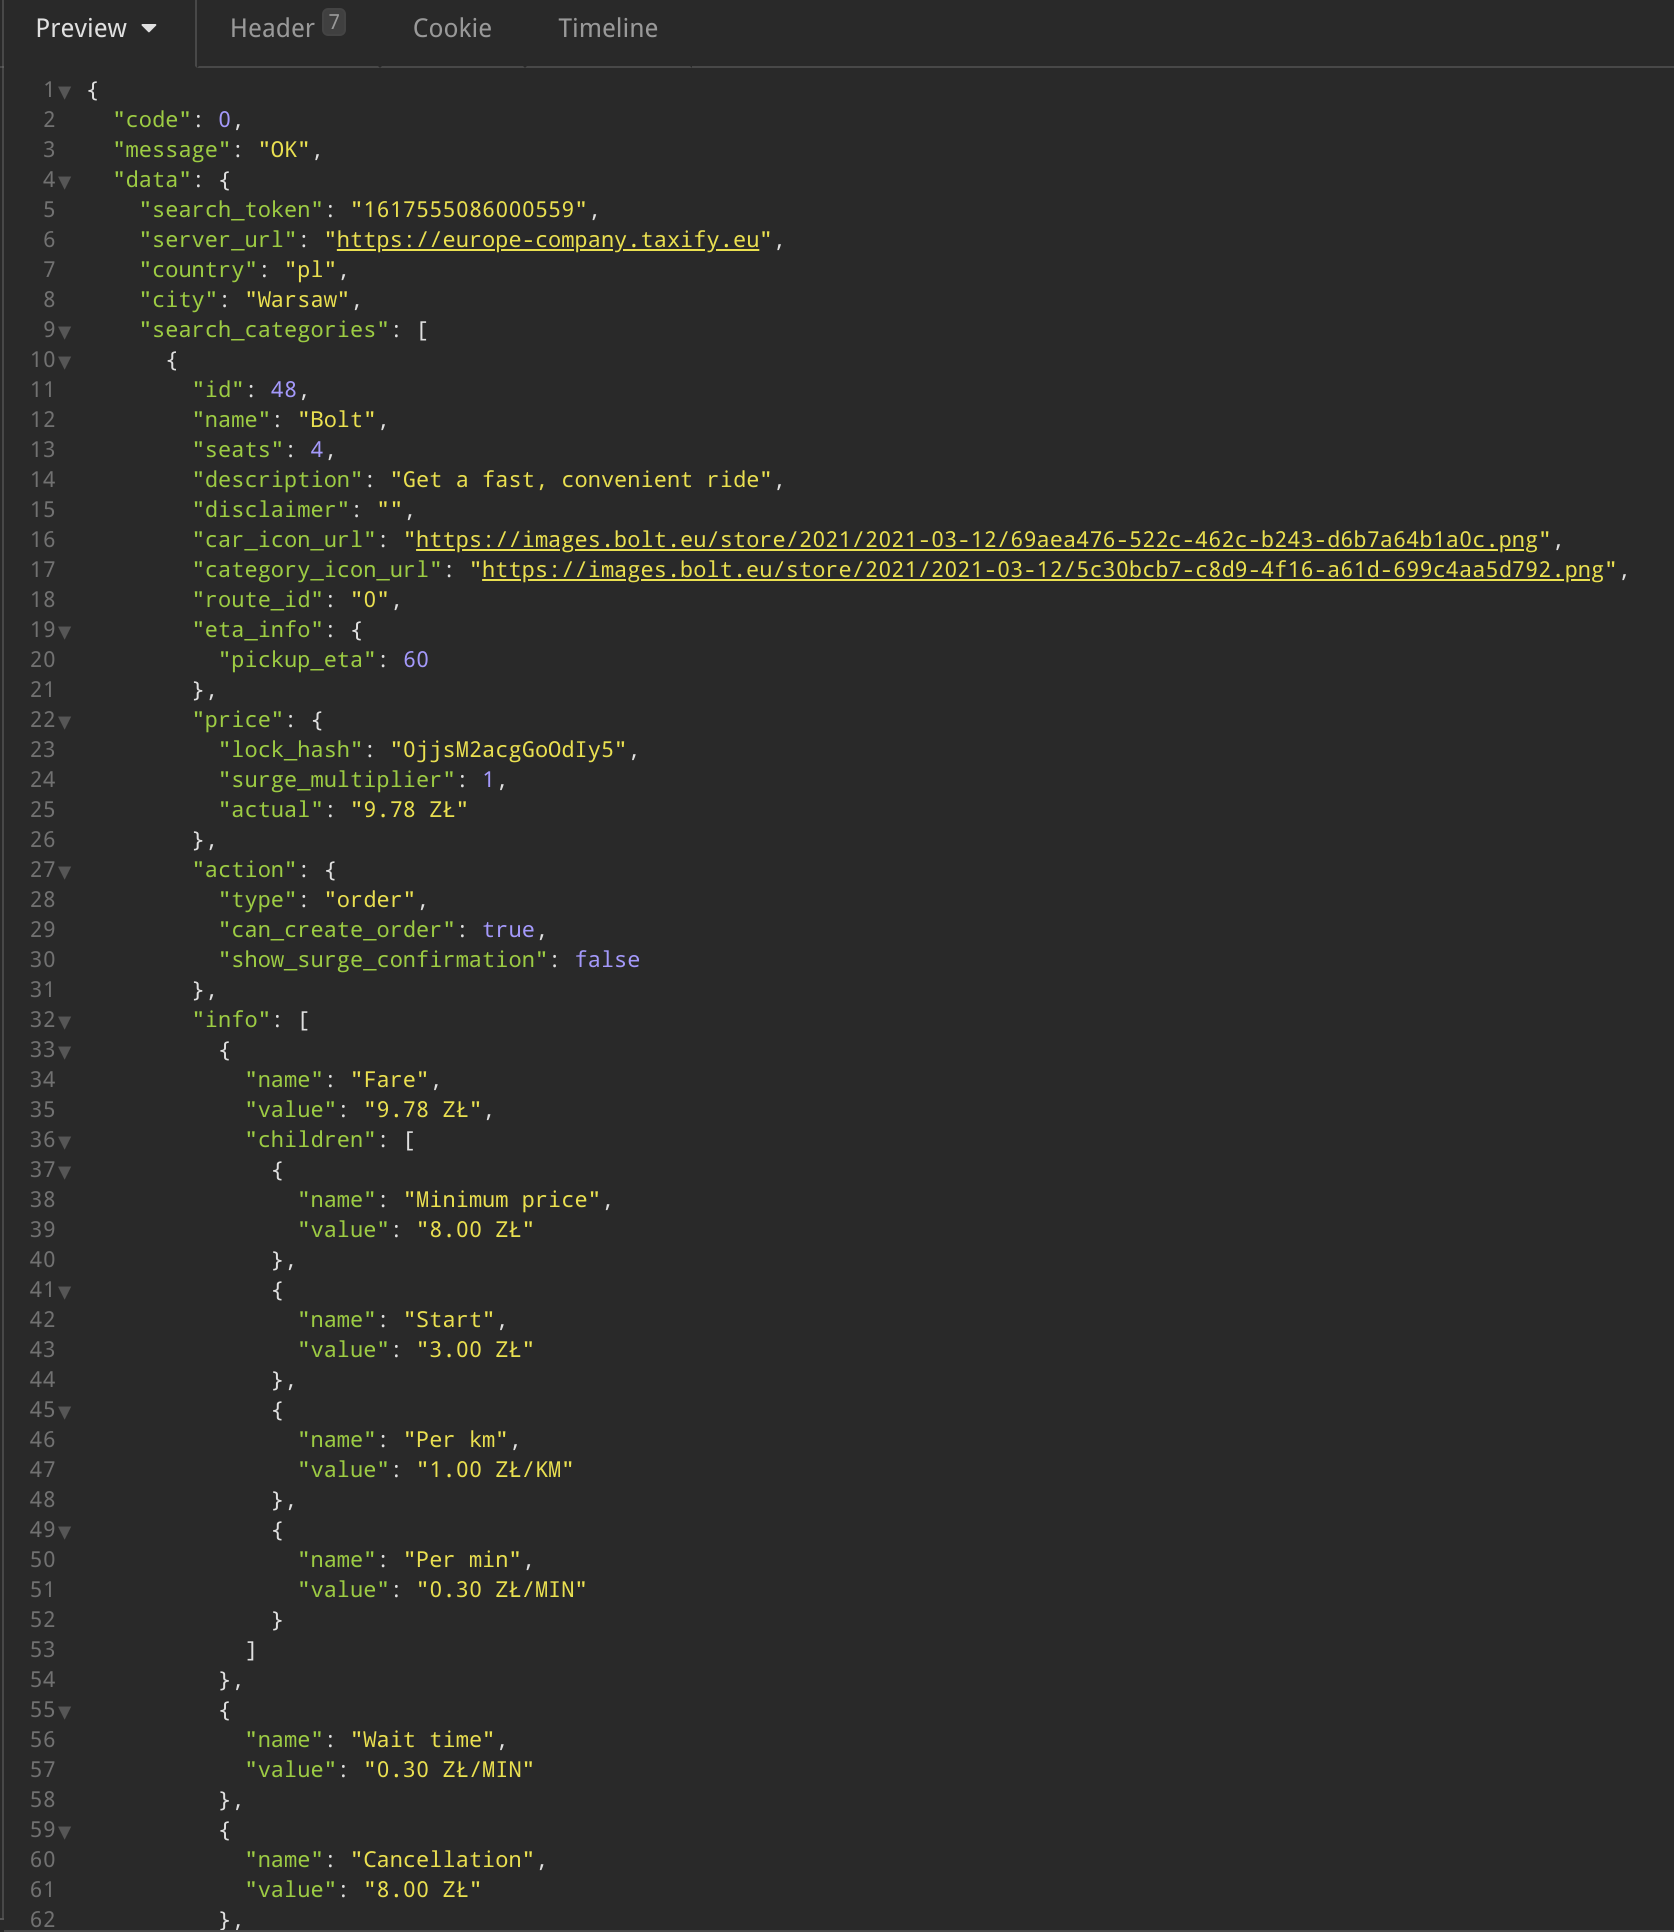 Preview Header 7 Cookie Timeline
1 {
2 "code": 0,
3 "message": "OK",
4 "data": {
5 "search_token": "1617555086000559",
6 "server_url": "https://europe-company.taxify.eu",
7 "country": "pl",
8 "city": "Warsaw",
9 "search_categories": [
10 {
11 "id": 48,
12 "name": "Bolt",
13 "seats": 4,
14 "description": "Get a fast, convenient ride",
15 "disclaimer": "",
16 "car_icon_url": "https://images.bolt.eu/store/2021/2021-03-12/69aea476-522c-462c-b243-d6b7a64b1a0c.png",
17 "category_icon_url": "https://images.bolt.eu/store/2021/2021-03-12/5c30bcb7-c8d9-4f16-a61d-699c4aa5d792.png",
18 "route_id": "0",
19 "eta_info": {
20 "pickup_eta": 60
21 },
22 "price": {
23 "lock_hash": "OjjsM2acgGoOdIy5",
24 "surge_multiplier": 1,
25 "actual": "9.78 ZŁ"
26 },
27 "action": {
28 "type": "order",
29 "can_create_order": true,
30 "show_surge_confirmation": false
31 },
32 "info": [
33 {
34 "name": "Fare",
35 "value": "9.78 ZŁ",
36 "children": [
37 {
38 "name": "Minimum price",
39 "value": "8.00 ZŁ"
40 },
41 {
42 "name": "Start",
43 "value": "3.00 ZŁ"
44 },
45 {
46 "name": "Per km",
47 "value": "1.00 ZŁ/KM"
48 },
49 {
50 "name": "Per min",
51 "value": "0.30 ZŁ/MIN"
52 }
53 ]
54 },
55 {
56 "name": "Wait time",
57 "value": "0.30 ZŁ/MIN"
58 },
59 {
60 "name": "Cancellation",
61 "value": "8.00 ZŁ"
62 },